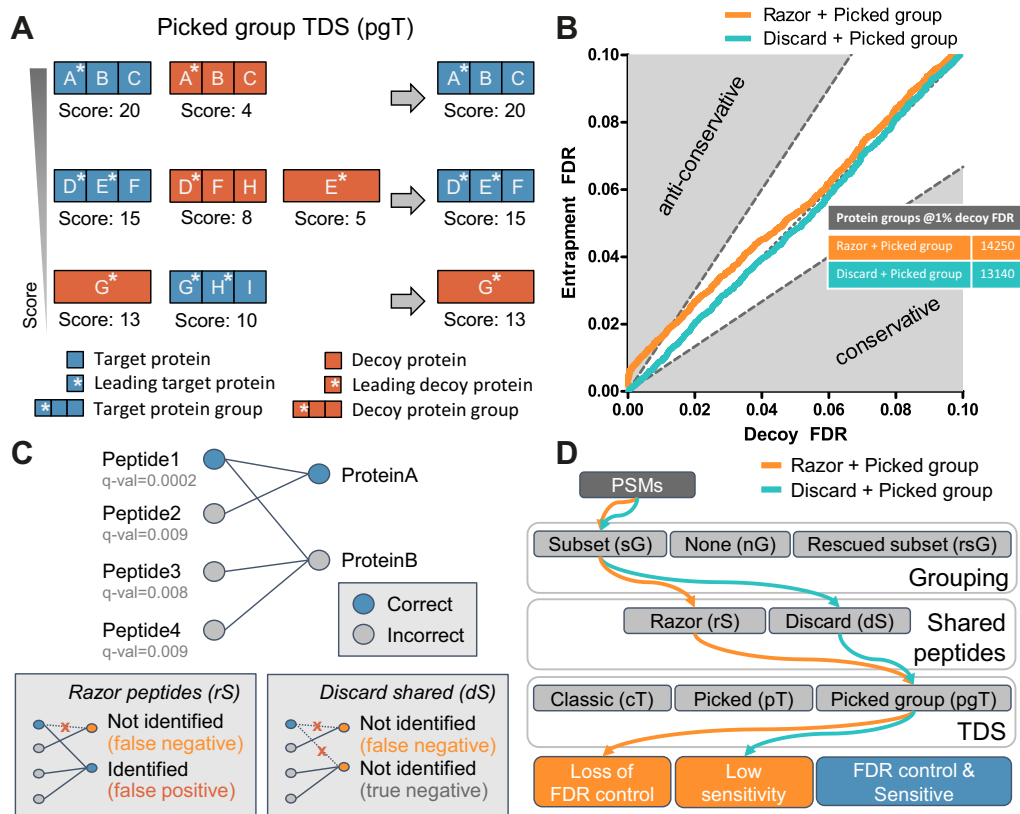 A
Picked group TDS (pgT)
A* B C
A* B C
A* B C
Score: 20
Score: 4
Score: 20
D* E* F
D* F H
E*
D* E* F
Score: 15
Score: 8
Score: 5
Score: 15
G*
G* H* I
G*
Score: 13
Score: 10
Score: 13
Score
Target protein
* Leading target protein
* Target protein group
Decoy protein
* Leading decoy protein
* Decoy protein group
B
Razor + Picked group
Discard + Picked group
Entrapment FDR
0.10
0.08
0.06
0.04
0.02
0.00
0.00
0.02
0.04
0.06
0.08
0.10
Decoy FDR
anti-conservative
conservative
Protein groups @1% decoy FDR
Razor + Picked group 14250
Discard + Picked group 13140
C
Peptide1
q-val=0.0002
Peptide2
q-val=0.009
Peptide3
q-val=0.008
Peptide4
q-val=0.009
ProteinA
ProteinB
Correct
Incorrect
Razor peptides (rS)
x
Not identified
(false negative)
Identified
(false positive)
Discard shared (dS)
x
x
Not identified
(false negative)
Not identified
(true negative)
D
Razor + Picked group
Discard + Picked group
PSMs
Subset (sG)
None (nG)
Rescued subset (rsG)
Grouping
Razor (rS)
Discard (dS)
Shared
peptides
Classic (cT)
Picked (pT)
Picked group (pgT)
TDS
Loss of
FDR control
Low
sensitivity
FDR control &
Sensitive